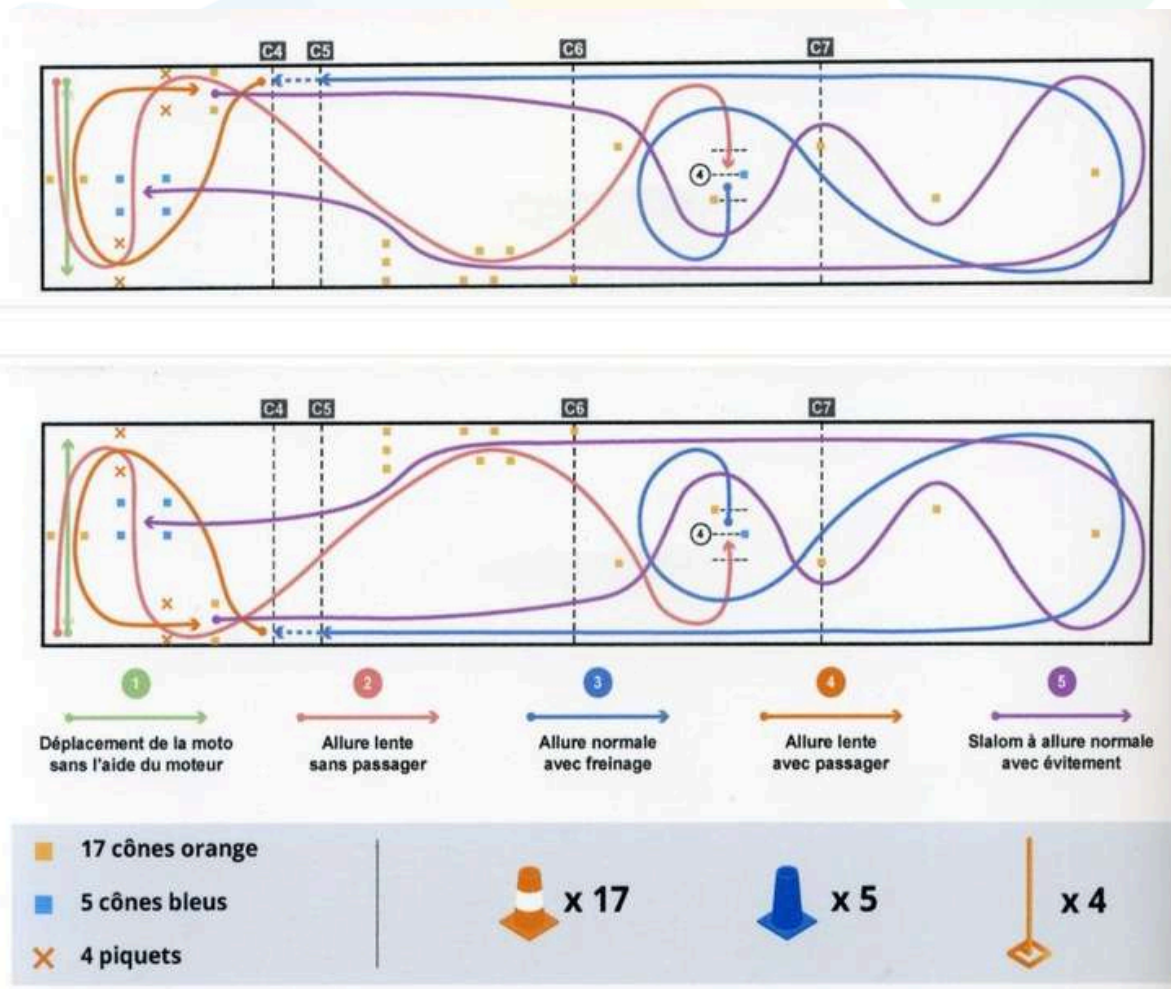 C4 C5 C6 C7
4
C4 C5 C6 C7
4
1 2 3 4 5
Déplacement de la moto
sans l'aide du moteur
Allure lente
sans passager
Allure normale
avec freinage
Allure lente
avec passager
Slalom à allure normale
avec évitement
17 cônes orange
5 cônes bleus
4 piquets
x 17
x 5
x 4